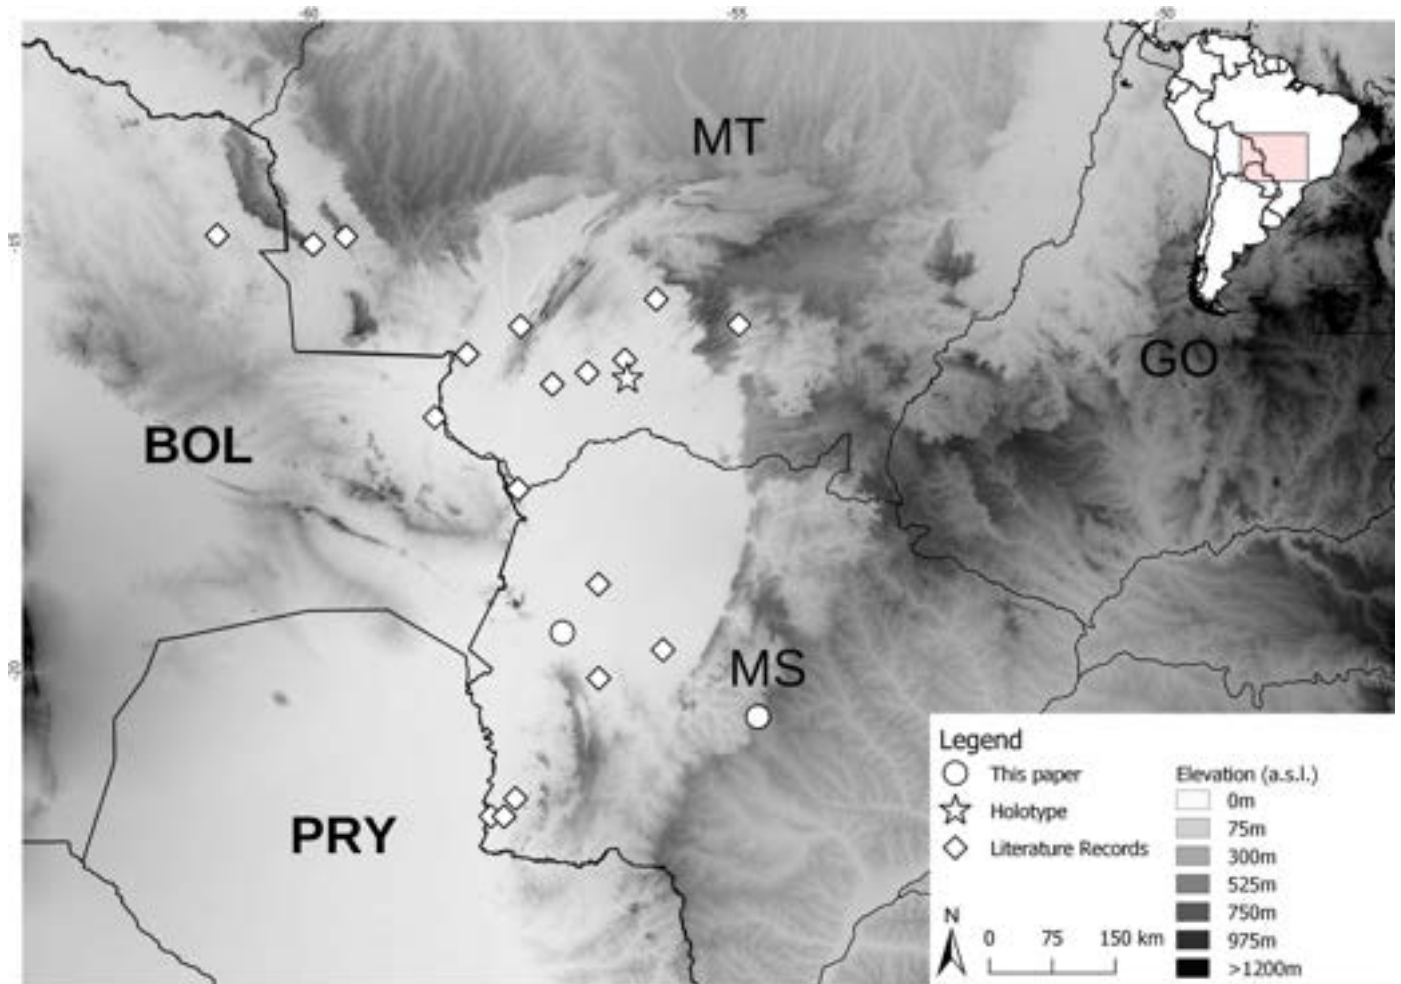 -60 -55 -50
MT
-15
GO
BOL
-20
MS
PRY
Legend
This paper
Holotype
Literature Records
N
0 75 150 km
Elevation (a.s.l.)
0m
75m
300m
525m
750m
975m
>1200m